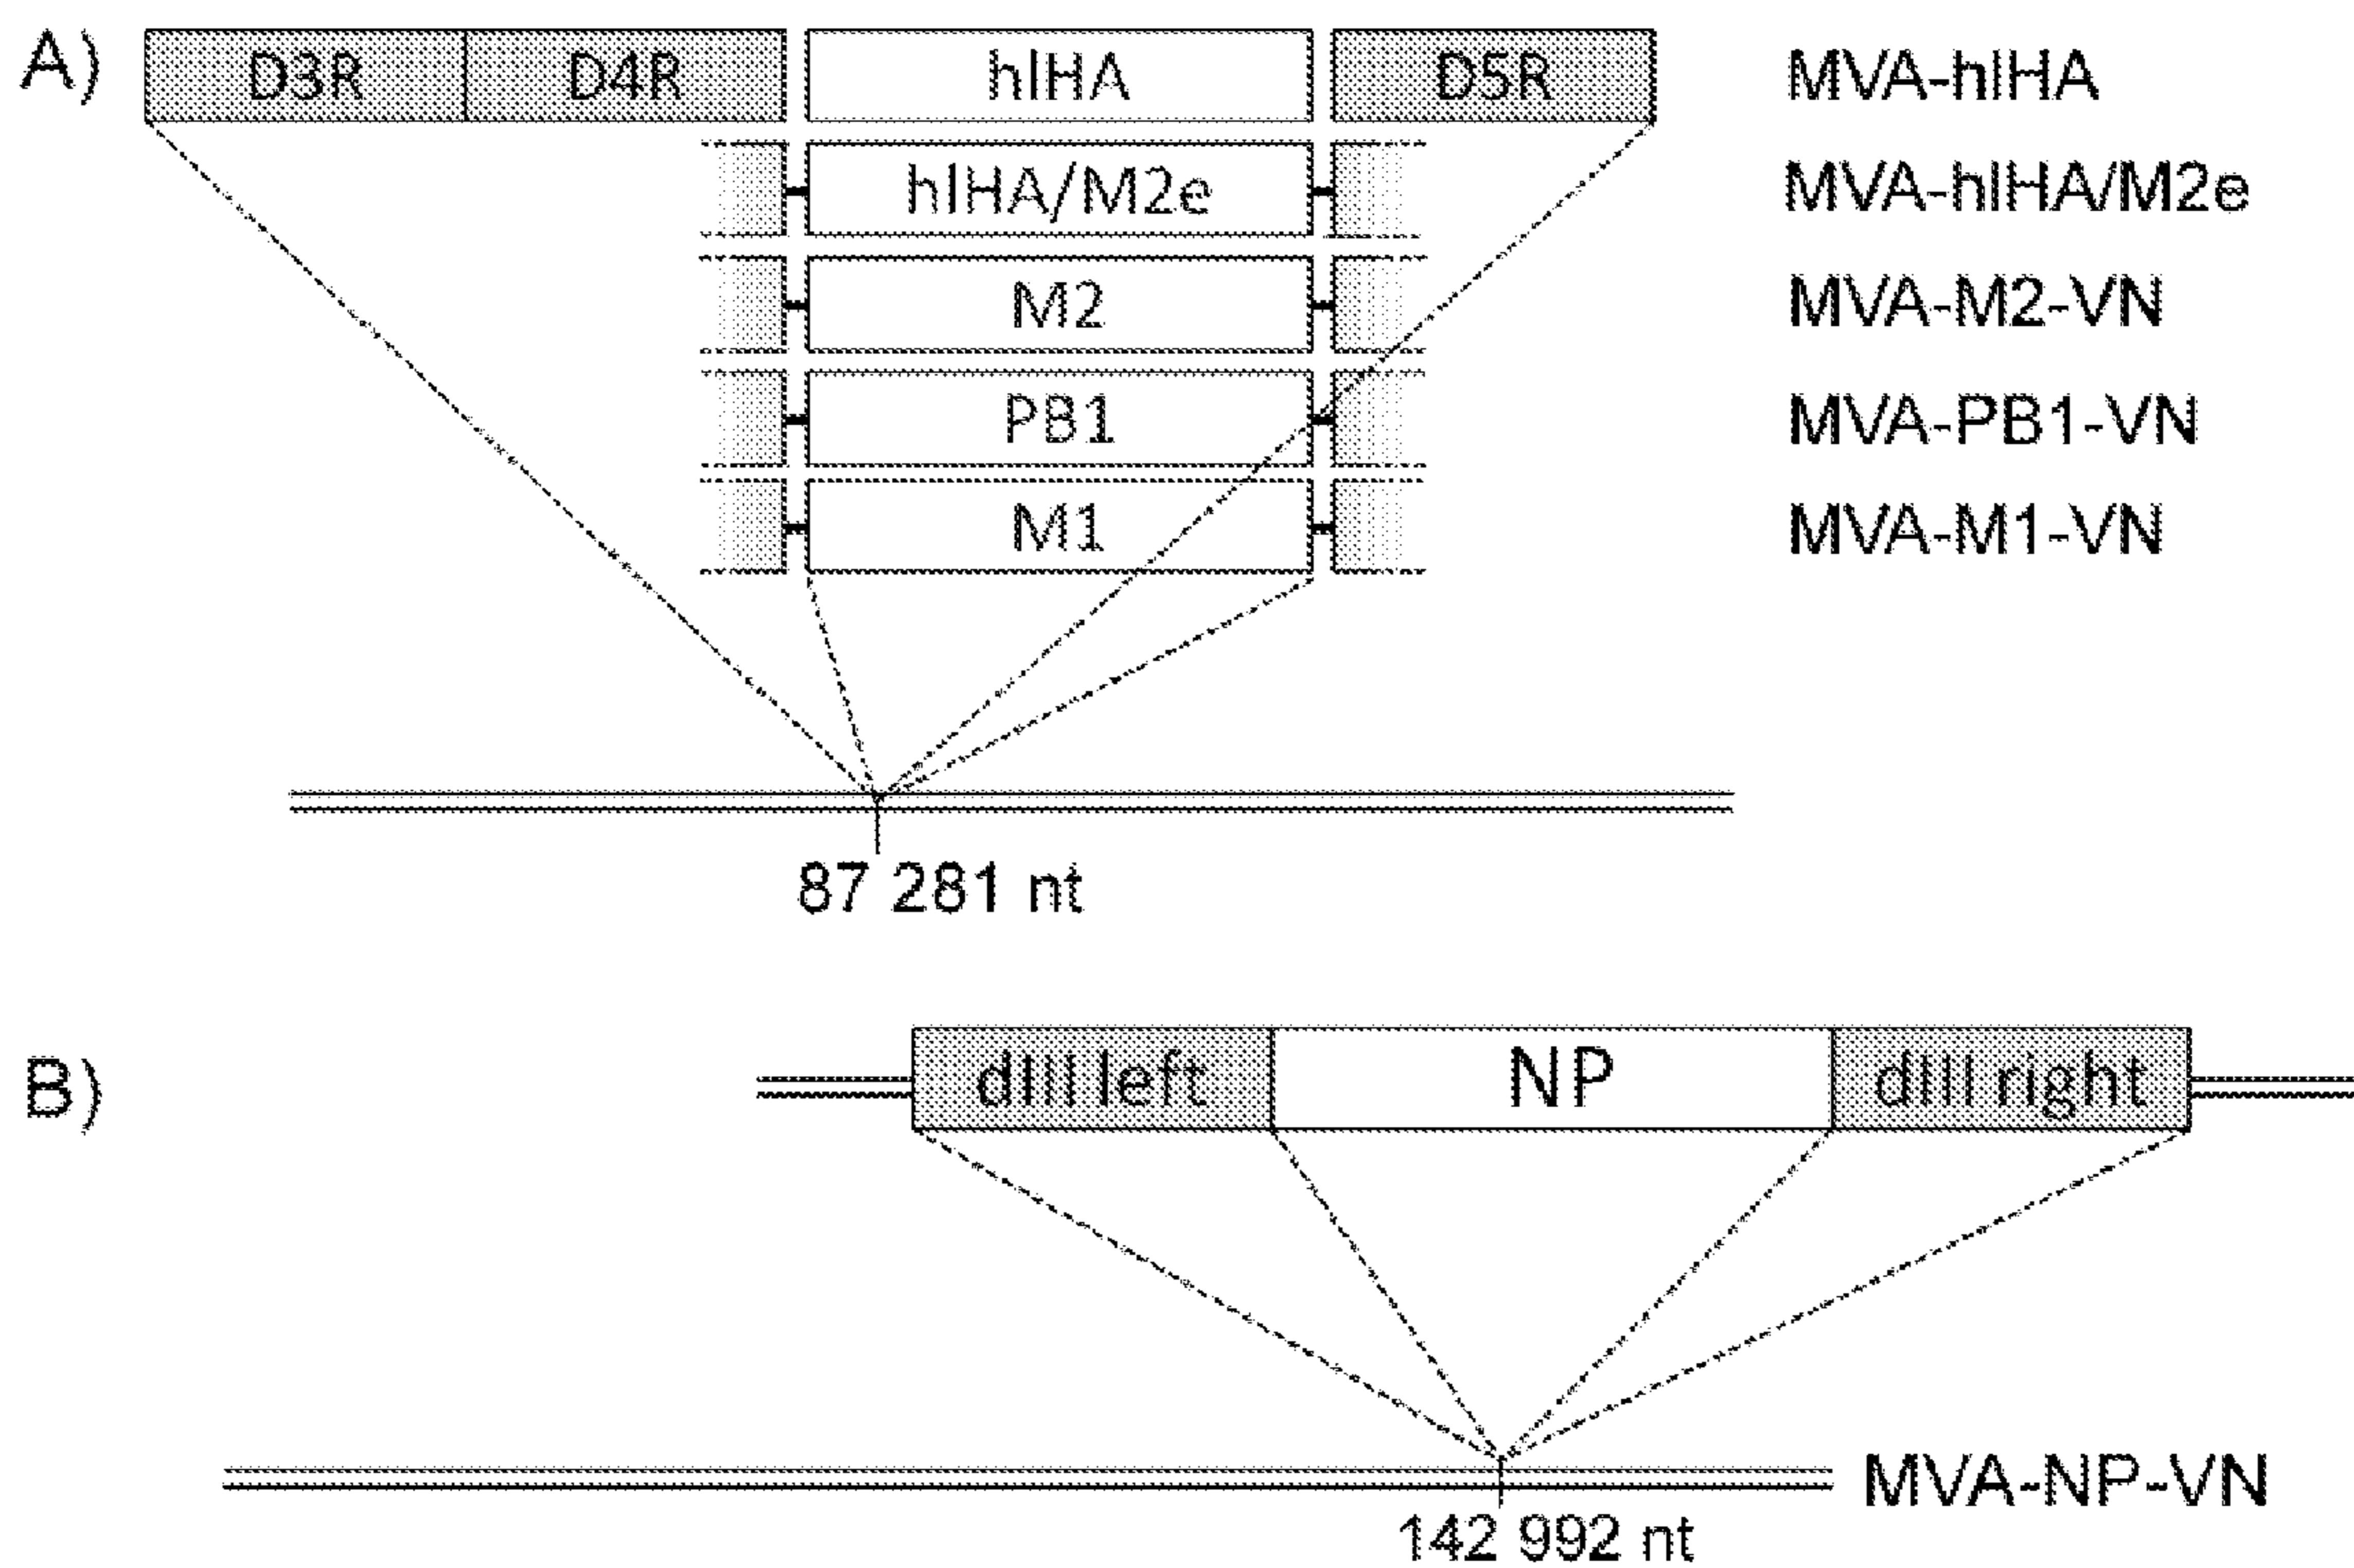 A) D3R D4R hlHA D5R MVA-hlHA
hlHA/M2e MVA-hlHA/M2e
M2 MVA-M2-VN
PB1 MVA-PB1-VN
M1 MVA-M1-VN
87 281 nt
B) dIII left NP dIII right
MVA-NP-VN
142 992 nt